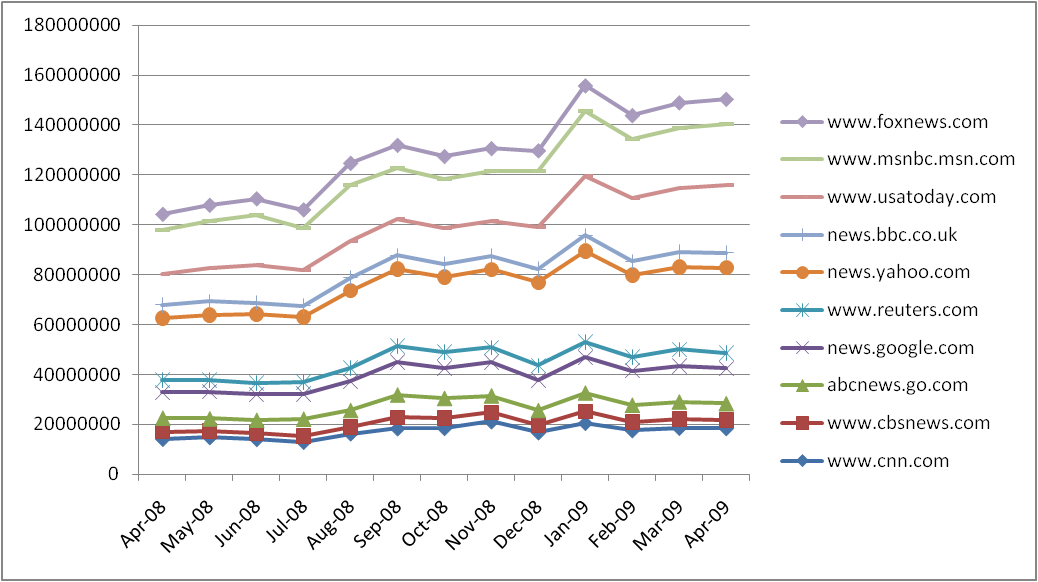 180000000
160000000
140000000
120000000
100000000
80000000
60000000
40000000
20000000
0
Apr-08
May-08
Jun-08
Jul-08
Aug-08
Sep-08
Oct-08
Nov-08
Dec-08
Jan-09
Feb-09
Mar-09
Apr-09
www.foxnews.com
www.msnbc.msn.com
www.usatoday.com
news.bbc.co.uk
news.yahoo.com
www.reuters.com
news.google.com
abcnews.go.com
www.cbsnews.com
www.cnn.com